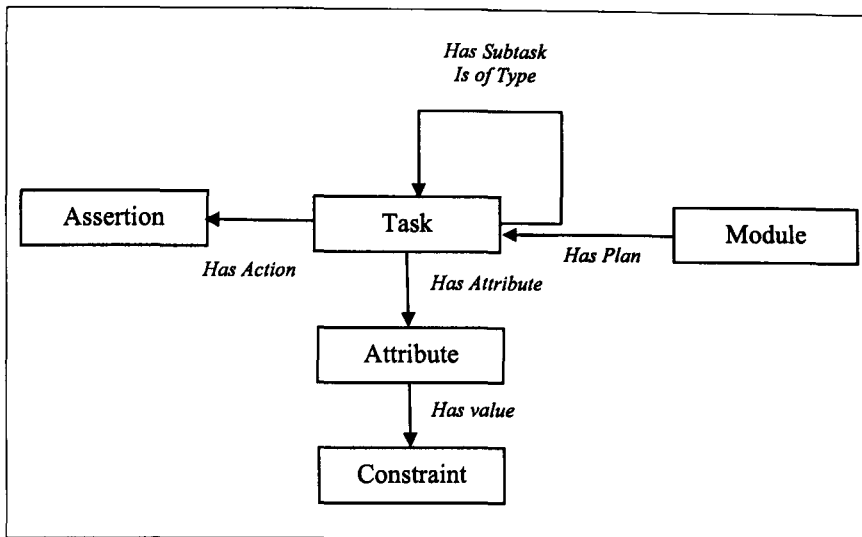 Has Subtask
Is of Type
Assertion
Task
Module
Has Action
Has Plan
Has Attribute
Attribute
Has value
Constraint